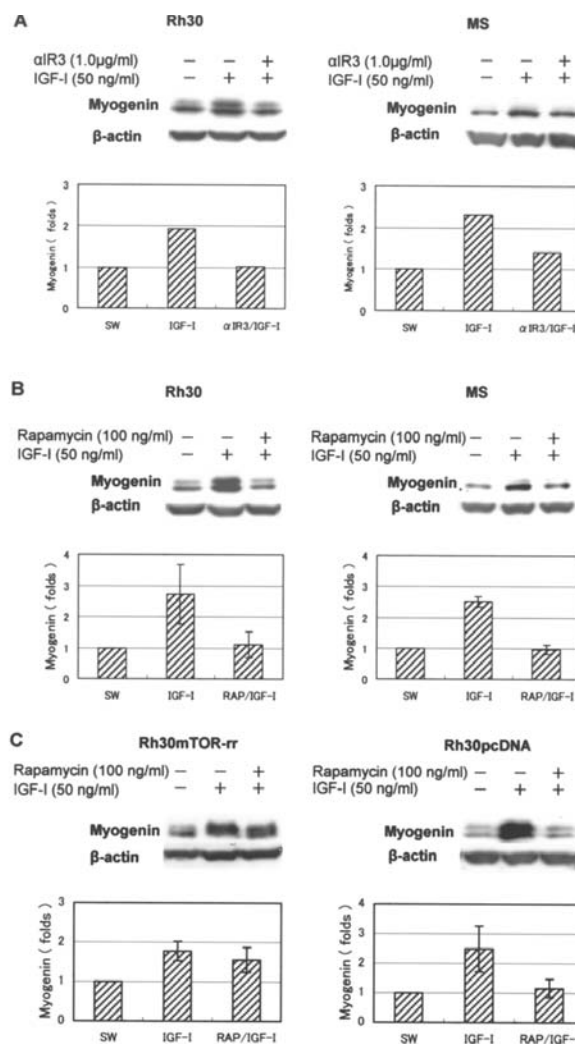 A
Rh30
MS
αIR3 (1.0μg/ml) − − +
IGF-I (50 ng/ml) − + +
Myogenin
β-actin
αIR3 (1.0μg/ml) − − +
IGF-I (50 ng/ml) − + +
Myogenin
β-actin
Myogenin ( folds)
3
2
1
0
SW IGF-I αIR3/IGF-I
Myogenin ( folds)
3
2
1
0
SW IGF-I αIR3/IGF-I
B
Rh30
MS
Rapamycin (100 ng/ml) − − +
IGF-I (50 ng/ml) − + +
Myogenin
β-actin
Rapamycin (100 ng/ml) − − +
IGF-I (50 ng/ml) − + +
Myogenin
β-actin
Myogenin ( folds)
4
3
2
1
0
SW IGF-I RAP/IGF-I
Myogenin ( folds)
4
3
2
1
0
SW IGF-I RAP/IGF-I
C
Rh30mTOR-rr
Rh30pcDNA
Rapamycin (100 ng/ml) − − +
IGF-I (50 ng/ml) − + +
Myogenin
β-actin
Rapamycin (100 ng/ml) − − +
IGF-I (50 ng/ml) − + +
Myogenin
β-actin
Myogenin ( folds)
3
2
1
0
SW IGF-I RAP/IGF-I
Myogenin ( folds)
4
3
2
1
0
SW IGF-I RAP/IGF-I